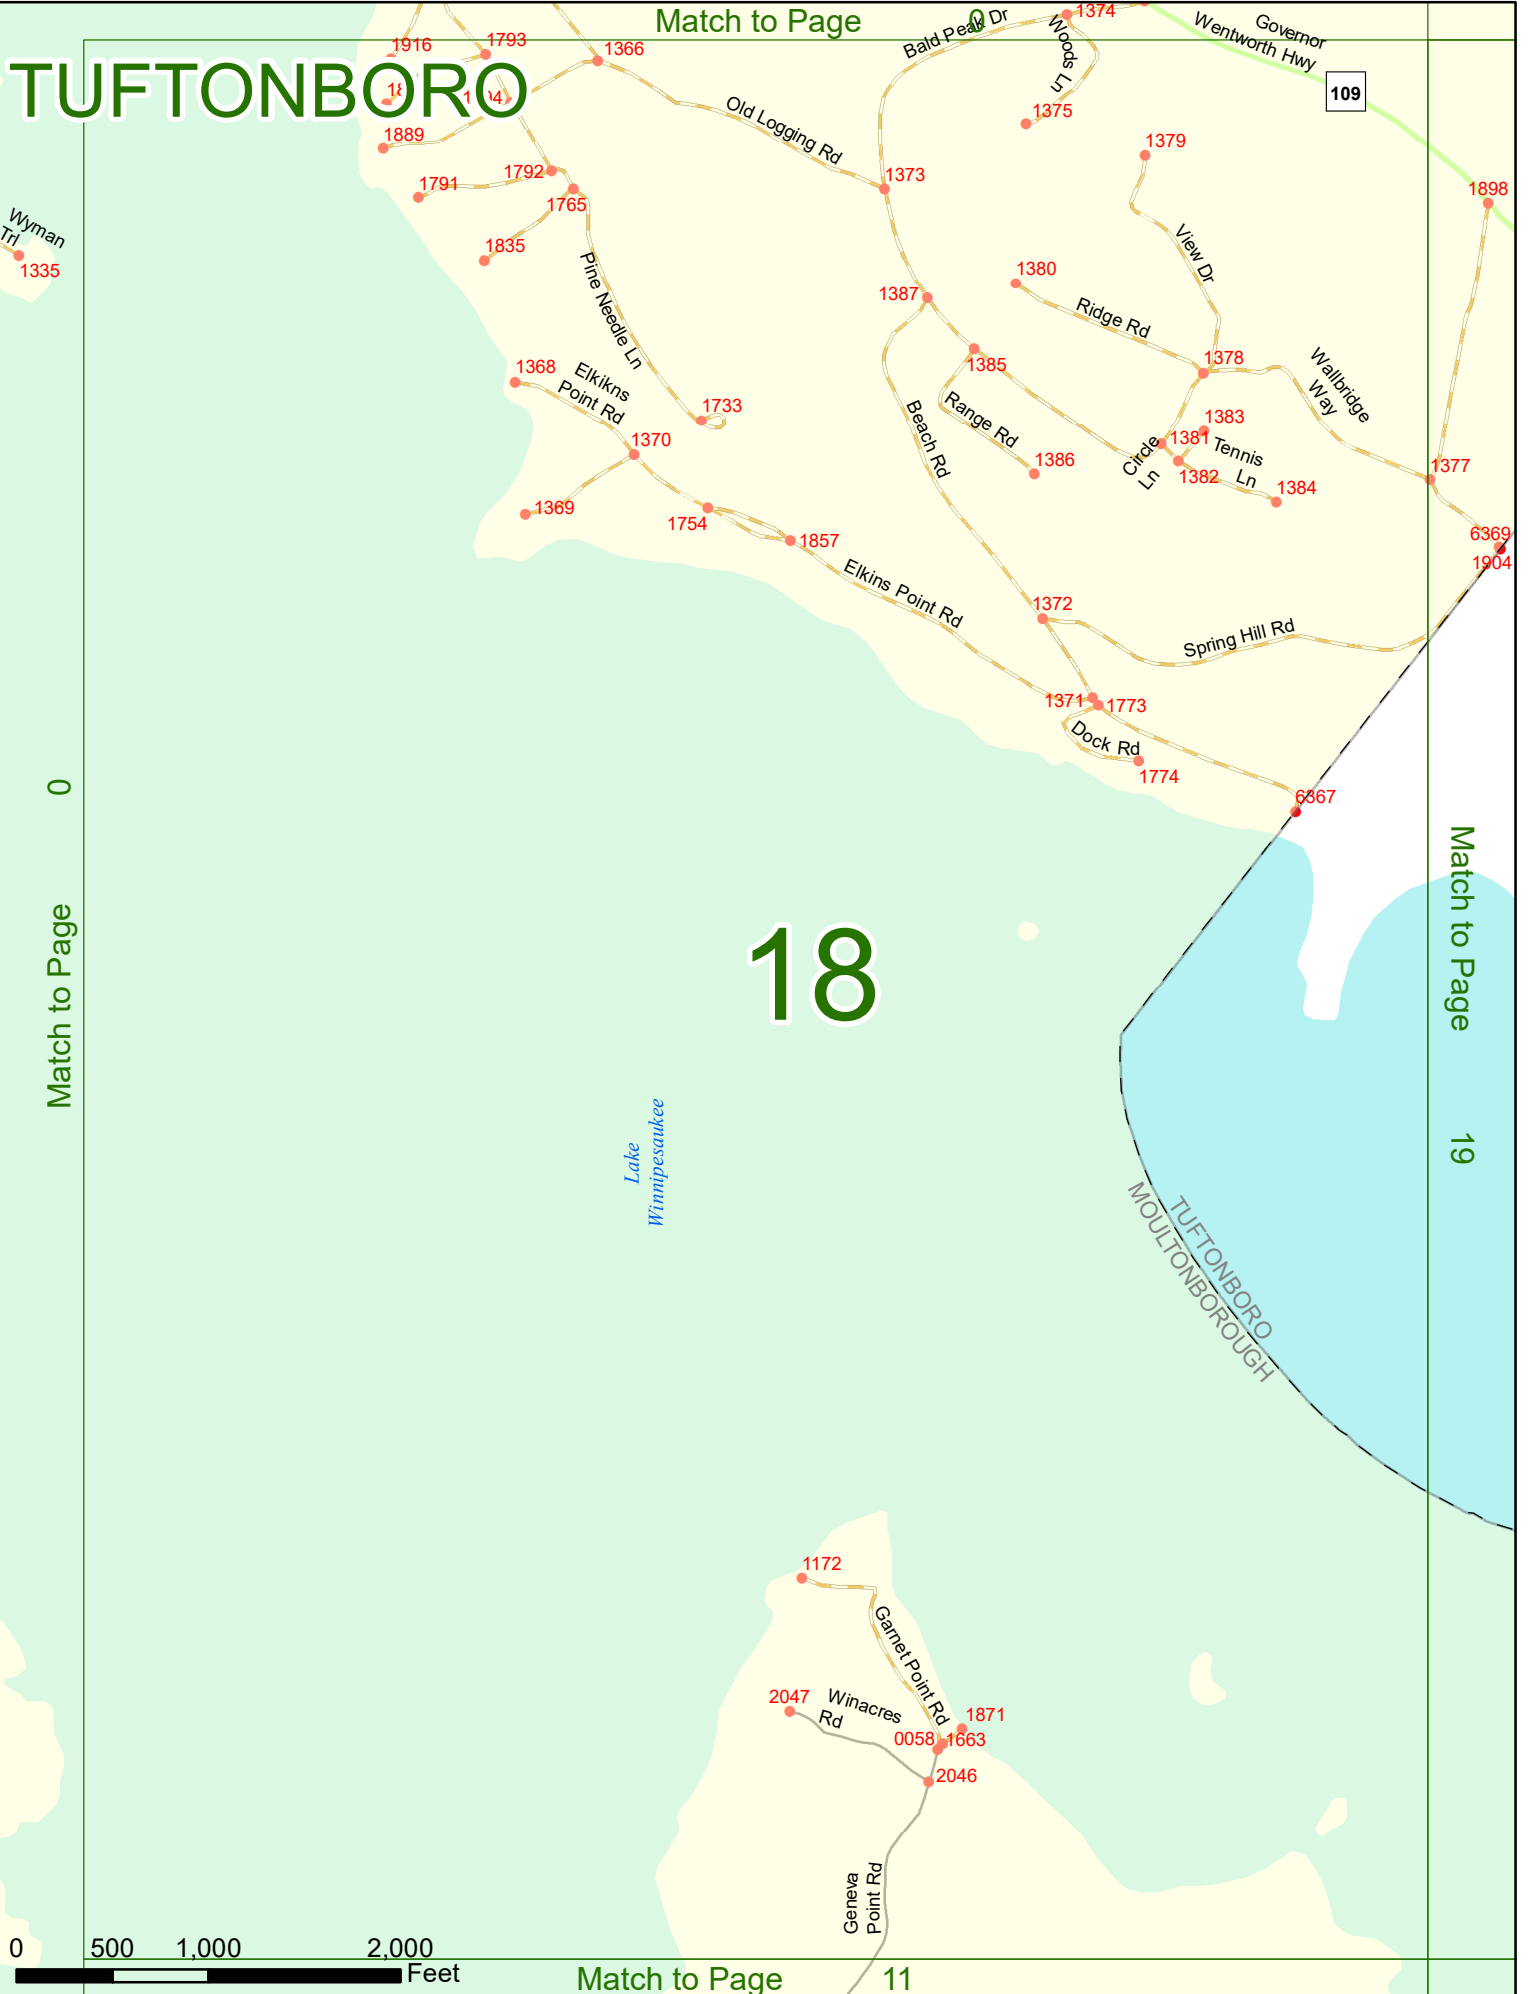 Match to Page 0
TUFTONBORO
1916
1793
1366
1374
Bald Peak Dr
Woods Ln
Governor
Wentworth Hwy
109
1889
1375
Old Logging Rd
1379
1792
1791
1765
1373
1898
Wyman
Trl
1335
1835
View Dr
Pine Needle Ln
1380
1387
Ridge Rd
1385
1378
Wallbridge
Way
1368
Elkikns
Point Rd
1733
Range Rd
Beach Rd
1383
1381
Circle
Ln
Tennis
Ln
1370
1386
1382
1384
1377
1369
1754
1857
6369
1904
Elkins Point Rd
1372
Spring Hill Rd
1371
1773
Dock Rd
1774
6367
Match to Page 0
Match to Page 19
18
Lake
Winnipesaukee
TUFTONBORO
MOULTONBOROUGH
1172
Garnet Point Rd
2047
Winacres
Rd
1871
0058
1663
2046
Geneva
Point Rd
0 500 1,000 2,000
Feet
Match to Page 11